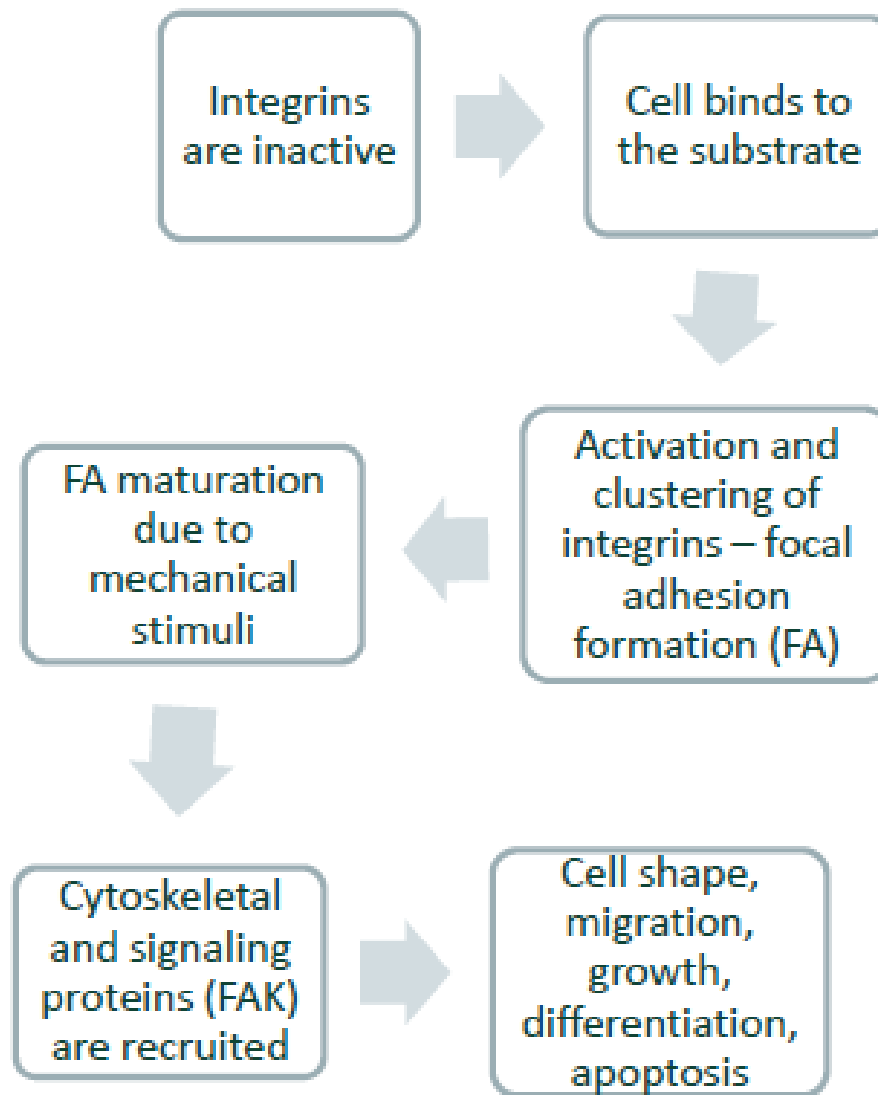 Integrins
are inactive
Cell binds to
the substrate
Activation and
clustering of
integrins – focal
adhesion
formation (FA)
FA maturation
due to
mechanical
stimuli
Cytoskeletal
and signaling
proteins (FAK)
are recruited
Cell shape,
migration,
growth,
differentiation,
apoptosis